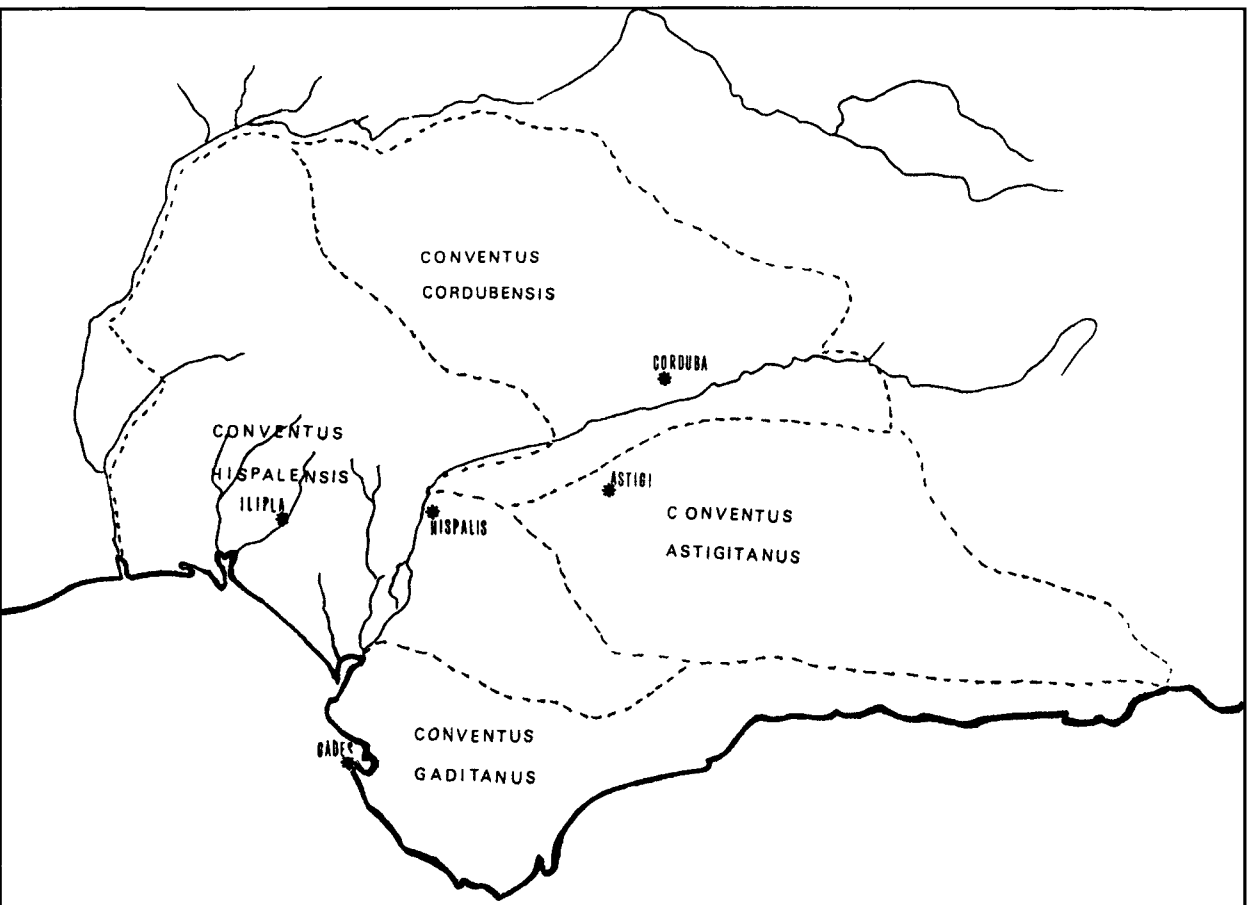 CONVENTUS
CORDUBENSIS
CORDUBA
CONVENTUS
HISPALENSIS
ILIPLA
ASTIGI
HISPALIS
CONVENTUS
ASTIGITANUS
CONVENTUS
GADITANUS
GADES